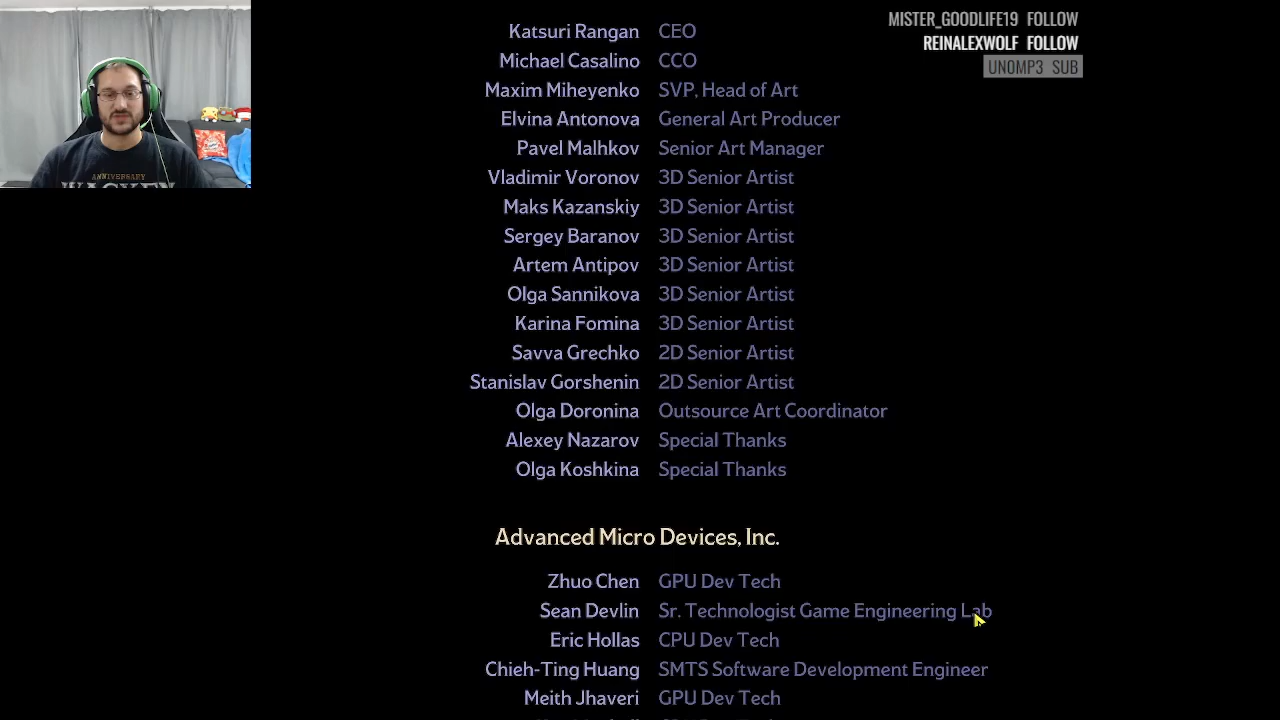 MISTER_GOODLIFE19 FOLLOW
REINALEXWOLF FOLLOW
UNOMP3 SUB
ANNIVERSARY
WACKEN
Katsuri Rangan CEO
Michael Casalino CCO
Maxim Miheyenko SVP, Head of Art
Elvina Antonova General Art Producer
Pavel Malhkov Senior Art Manager
Vladimir Voronov 3D Senior Artist
Maks Kazanskiy 3D Senior Artist
Sergey Baranov 3D Senior Artist
Artem Antipov 3D Senior Artist
Olga Sannikova 3D Senior Artist
Karina Fomina 3D Senior Artist
Savva Grechko 2D Senior Artist
Stanislav Gorshenin 2D Senior Artist
Olga Doronina Outsource Art Coordinator
Alexey Nazarov Special Thanks
Olga Koshkina Special Thanks
Advanced Micro Devices, Inc.
Zhuo Chen GPU Dev Tech
Sean Devlin Sr. Technologist Game Engineering Lab
Eric Hollas CPU Dev Tech
Chieh-Ting Huang SMTS Software Development Engineer
Meith Jhaveri GPU Dev Tech